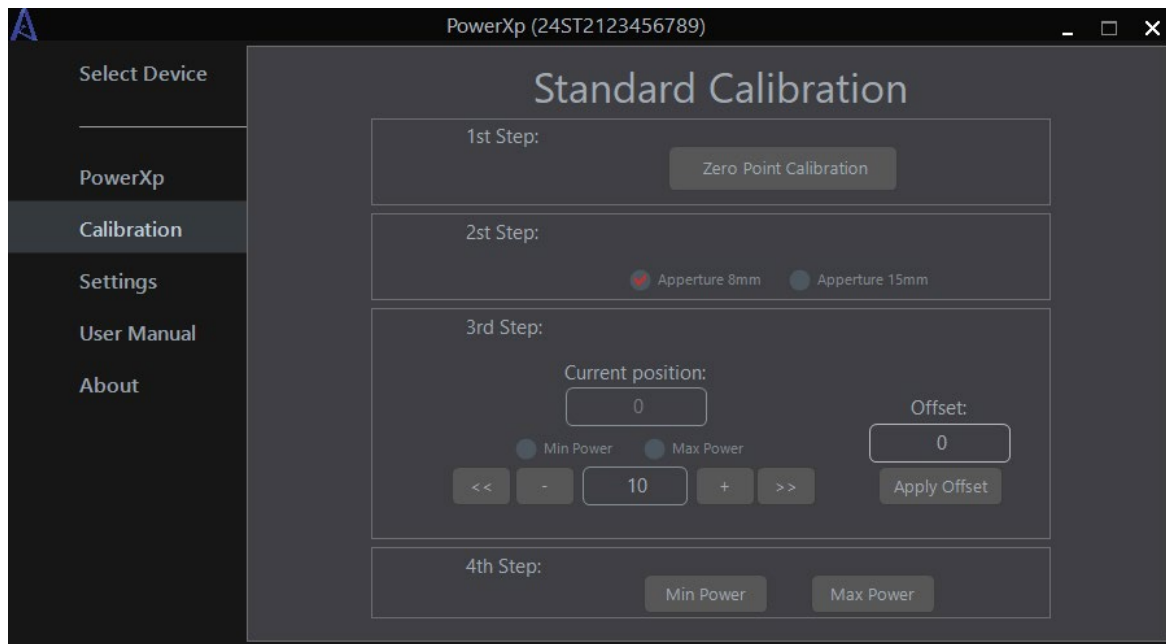 PowerXp (24ST2123456789)
Select Device
PowerXp
Calibration
Settings
User Manual
About
Standard Calibration
1st Step:
Zero Point Calibration
2st Step:
Apperture 8mm Apperture 15mm
3rd Step:
Current position:
0
Min Power Max Power
<< - 10 + >>
Offset:
0
Apply Offset
4th Step:
Min Power Max Power